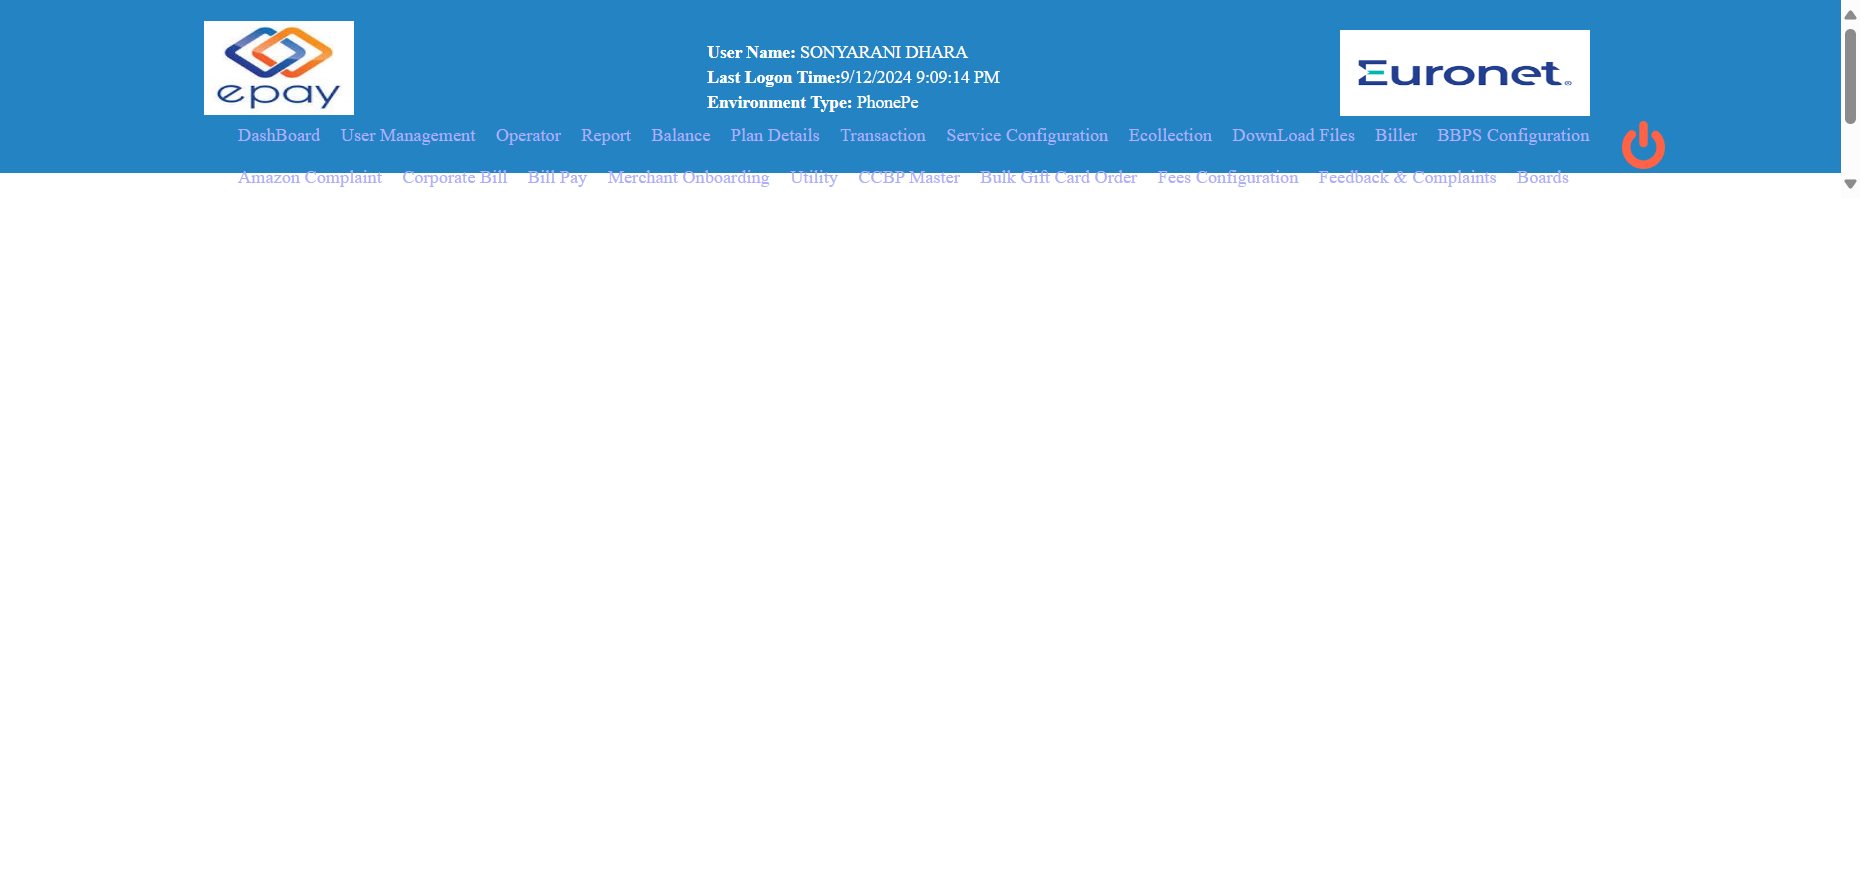 epay
User Name: SONYARANI DHARA
Last Logon Time:9/12/2024 9:09:14 PM
Environment Type: PhonePe
Euronet®
DashBoard User Management Operator Report Balance Plan Details Transaction Service Configuration Ecollection DownLoad Files Biller BBPS Configuration
Amazon Complaint Corporate Bill Bill Pay Merchant Onboarding Utility CCBP Master Bulk Gift Card Order Fees Configuration Feedback & Complaints Boards